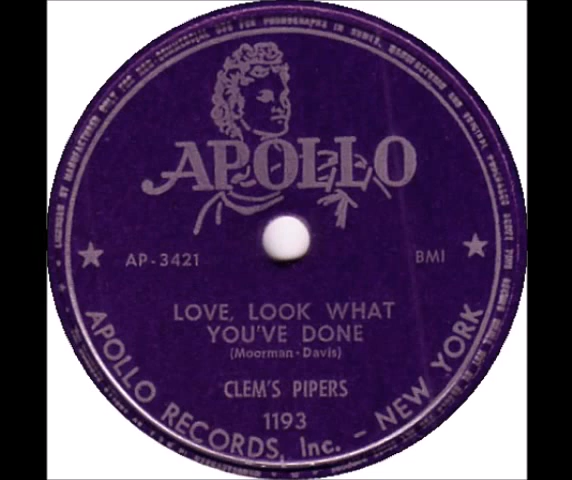 APOLLO
AP-3421
BMI
LOVE, LOOK WHAT
YOU'VE DONE
(Moorman-Davis)
CLEM'S PIPERS
1193
APOLLO RECORDS, Inc. - NEW YORK